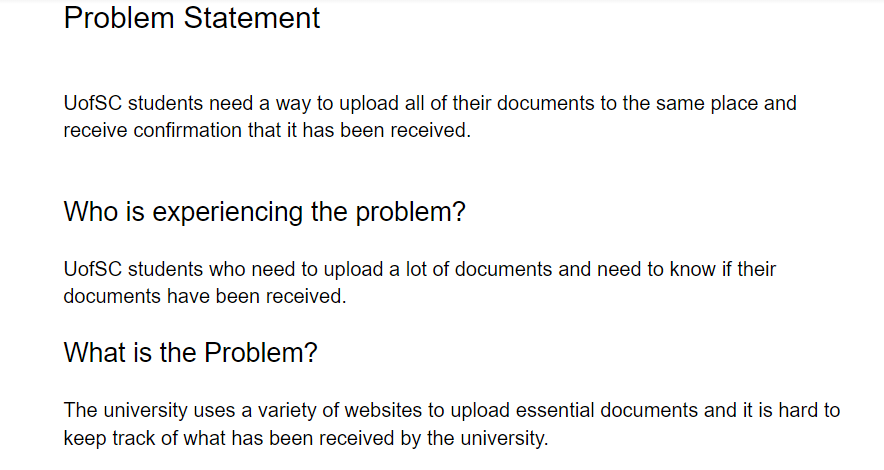 Problem Statement
UofSC students need a way to upload all of their documents to the same place and
receive confirmation that it has been received.
Who is experiencing the problem?
UofSC students who need to upload a lot of documents and need to know if their
documents have been received.
What is the Problem?
The university uses a variety of websites to upload essential documents and it is hard to
keep track of what has been received by the university.